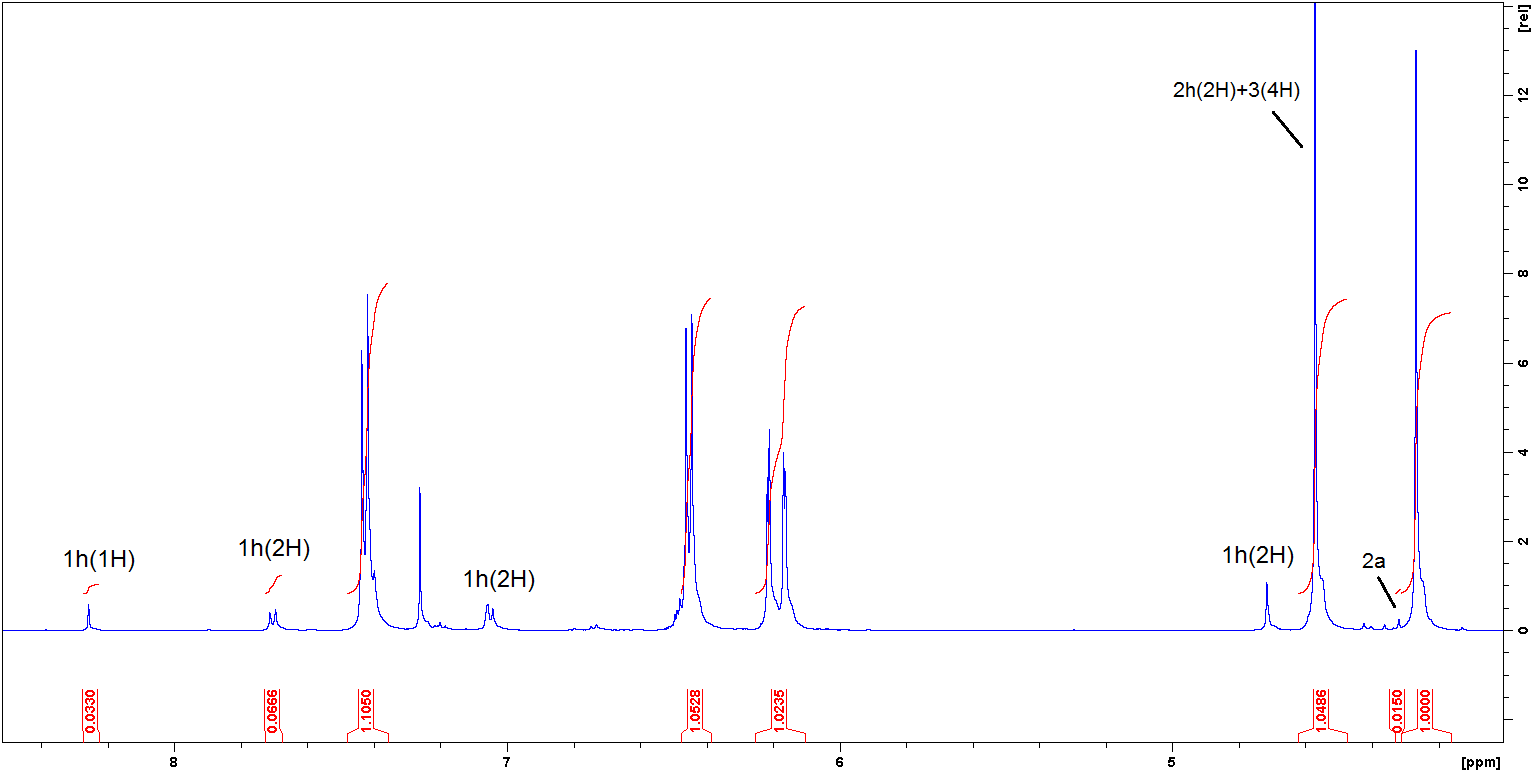 [rel]
2h(2H)+3(4H)
12
10
8
6
1h(1H)
1h(2H)
1h(2H)
1h(2H)
2a
4
2
0
0.0330
0.0666
1.1050
1.0528
1.0235
1.0486
0.0150
1.0000
8
7
6
5
[ppm]